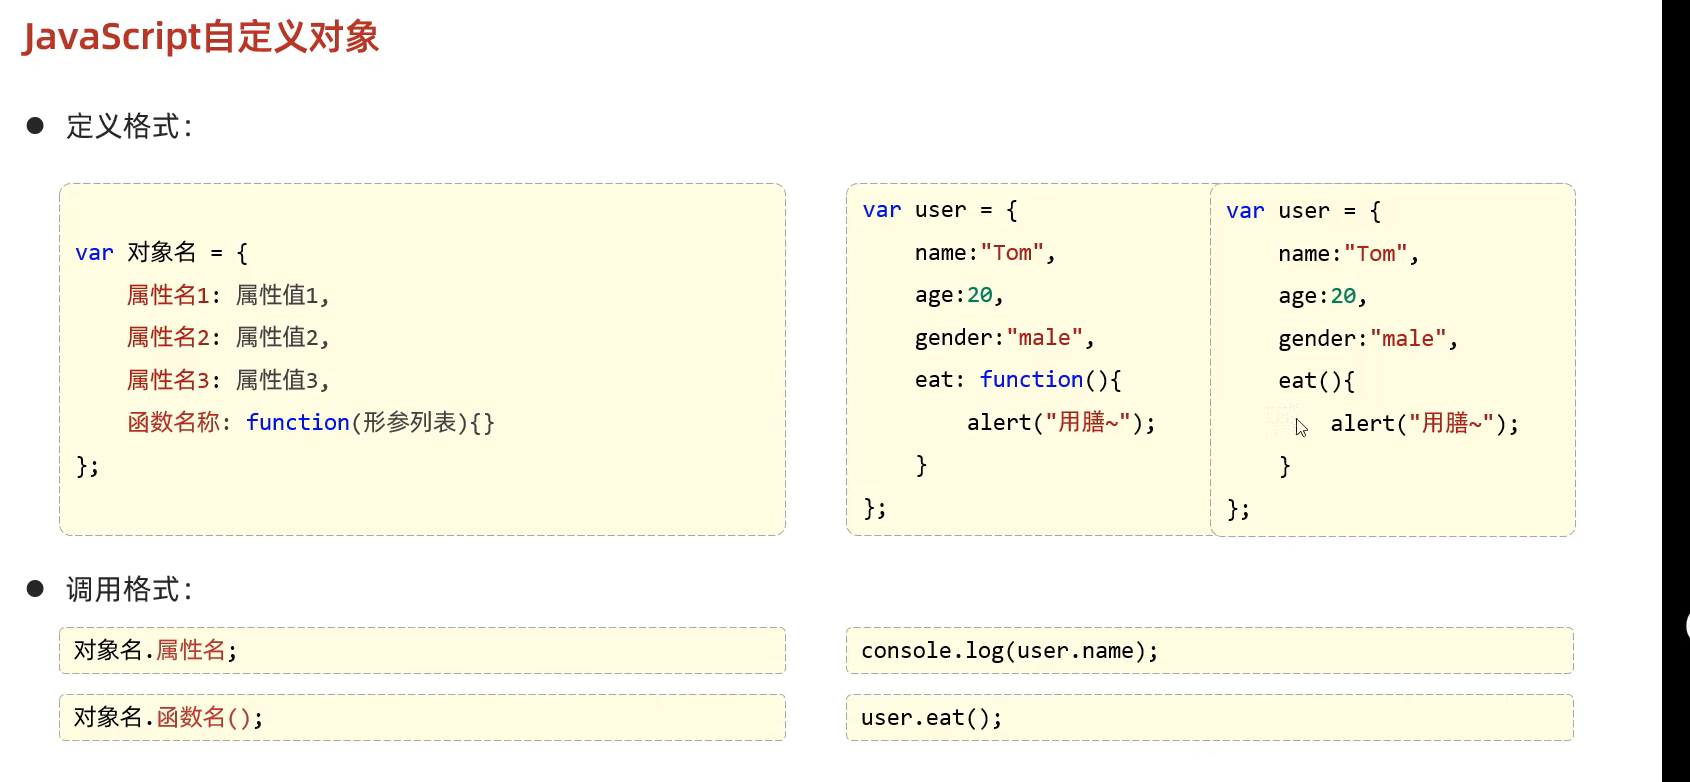 JavaScript自定义对象
● 定义格式：
var 对象名 = {
    属性名1: 属性值1,
    属性名2: 属性值2,
    属性名3: 属性值3,
    函数名称: function(形参列表){}
};
var user = {
    name:"Tom",
    age:20,
    gender:"male",
    eat: function(){
        alert("用膳~");
    }
};
var user = {
    name:"Tom",
    age:20,
    gender:"male",
    eat(){
        alert("用膳~");
    }
};
● 调用格式：
对象名.属性名;
console.log(user.name);
对象名.函数名();
user.eat();